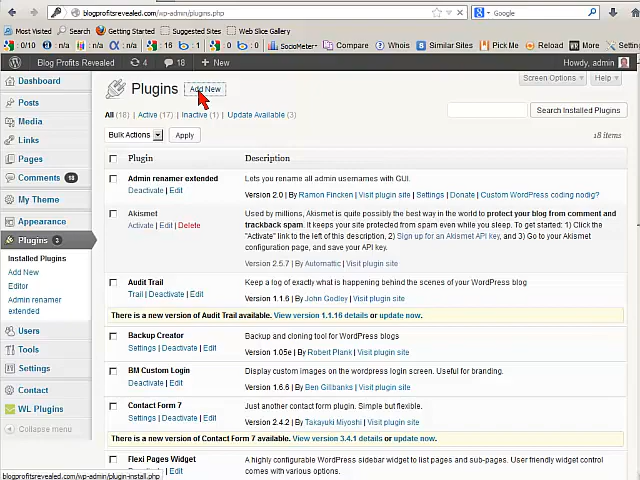 blogprofitsrevealed.com/wp-admin/plugins.php
Google
Most Visited Search Getting Started Suggested Sites Web Slice Gallery
0/10 n/a 0 0 16 1 1 SocioMeter Compare Whois Similar Sites Pick Me Reload More
Blog Profits Revealed 4 18 + New Howdy, admin
Screen Options Help
Plugins Add New
All (18) | Active (17) | Inactive (1) | Update Available (3)
Search Installed Plugins
Bulk Actions Apply 18 items
Dashboard
Posts
Media
Links
Pages
Comments 18
My Theme
Appearance
Plugins 3
Installed Plugins
Add New
Editor
Admin renamer
extended
Users
Tools
Settings
Contact
WL Plugins
Collapse menu
Plugin Description
Admin renamer extended Lets you rename all admin usernames with GUI.
Deactivate | Edit Version 2.0 | By Ramon Fincken | Visit plugin site | Settings | Donate | Custom WordPress coding nodig?
Akismet Used by millions, Akismet is quite possibly the best way in the world to protect your blog from comment and
Activate | Edit | Delete trackback spam. It keeps your site protected from spam even while you sleep. To get started: 1) Click the
"Activate" link to the left of this description, 2) Sign up for an Akismet API key, and 3) Go to your Akismet
configuration page, and save your API key.
Version 2.5.7 | By Automattic | Visit plugin site
Audit Trail Keep a log of exactly what is happening behind the scenes of your WordPress blog
Trail | Deactivate | Edit Version 1.1.6 | By John Godley | Visit plugin site
There is a new version of Audit Trail available. View version 1.1.16 details or update now.
Backup Creator Backup and cloning tool for WordPress blogs
Settings | Deactivate | Edit Version 1.05e | By Robert Plank | Visit plugin site
BM Custom Login Display custom images on the wordpress login screen. Useful for branding.
Deactivate | Edit Version 1.6.6 | By Ben Gillbanks | Visit plugin site
Contact Form 7 Just another contact form plugin. Simple but flexible.
Settings | Deactivate | Edit Version 2.4.2 | By Takayuki Miyoshi | Visit plugin site
There is a new version of Contact Form 7 available. View version 3.4.1 details or update now.
Flexi Pages Widget A highly configurable WordPress sidebar widget to list pages and sub-pages. User friendly widget control
Deactivate | Edit comes with various options.
blogprofitsrevealed.com/wp-admin/plugin-install.php